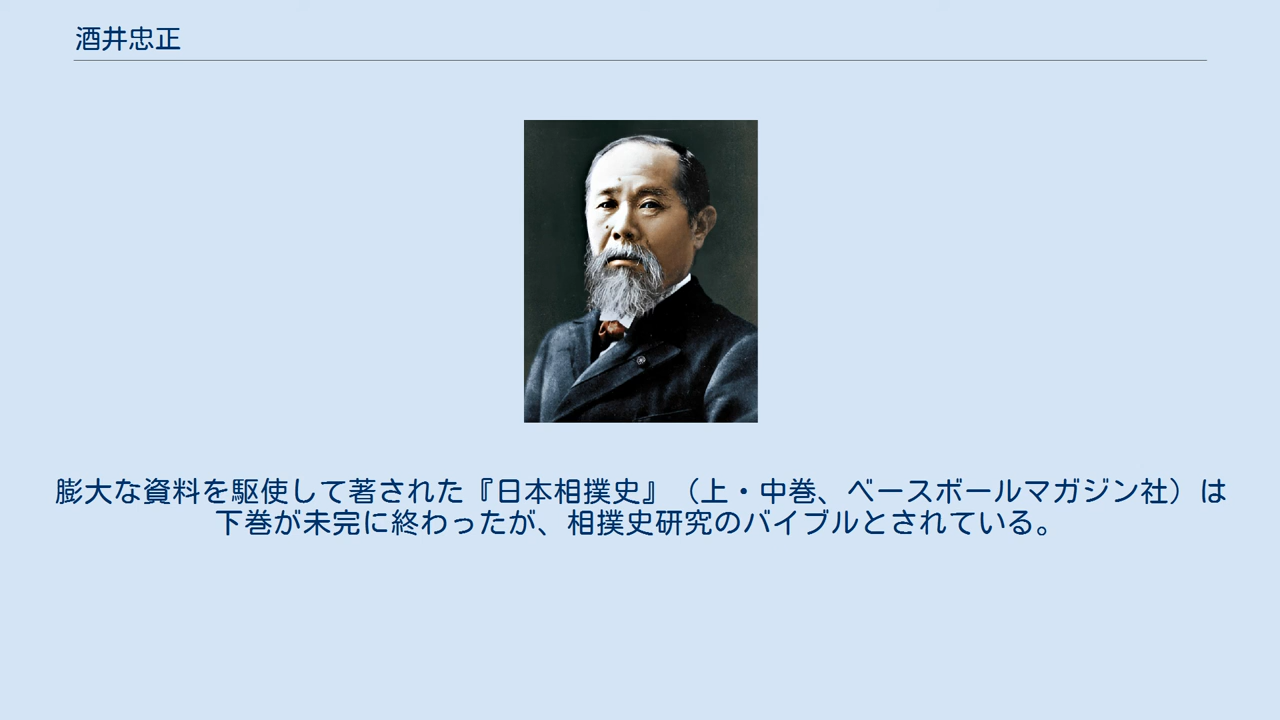 酒井忠正
膨大な資料を駆使して著された『日本相撲史』（上・中巻、ベースボールマガジン社）は
下巻が未完に終わったが、相撲史研究のバイブルとされている。